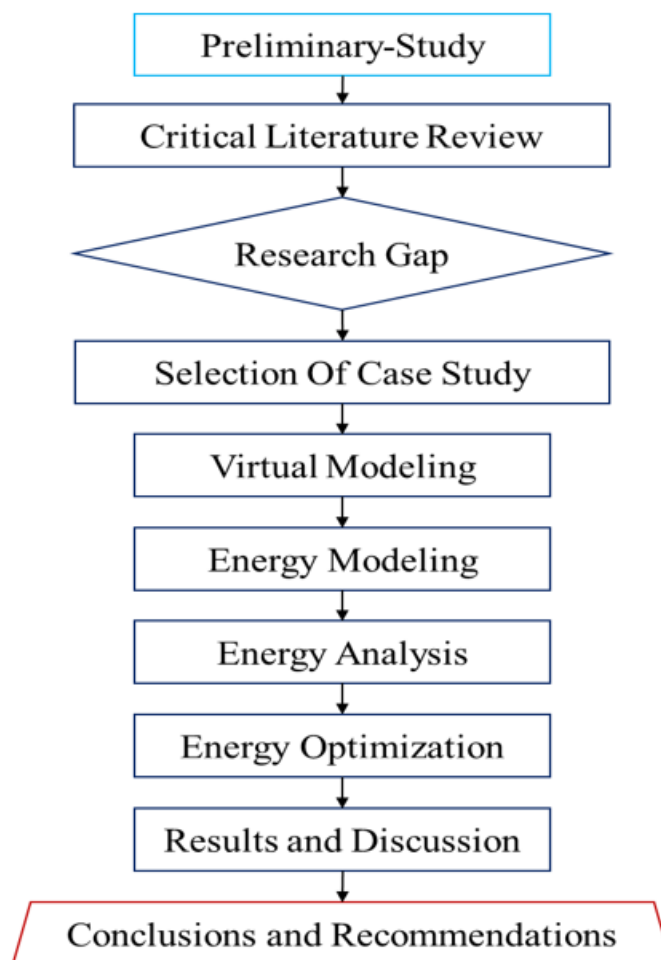 Preliminary-Study
Critical Literature Review
Research Gap
Selection Of Case Study
Virtual Modeling
Energy Modeling
Energy Analysis
Energy Optimization
Results and Discussion
Conclusions and Recommendations